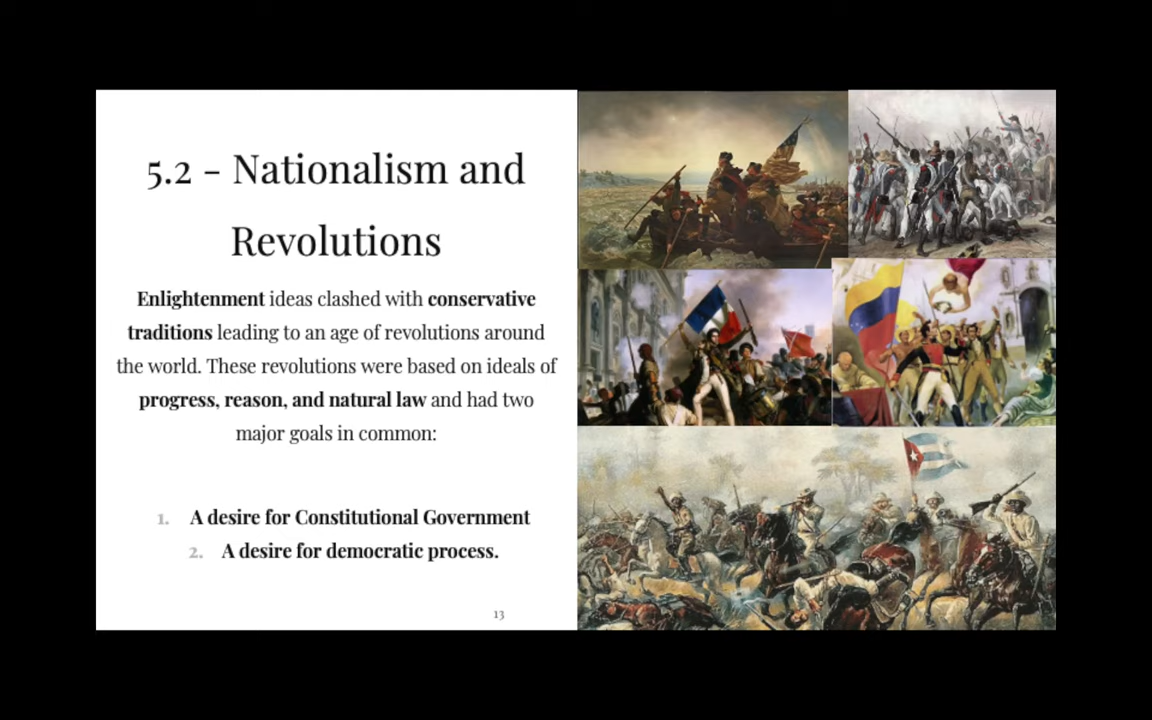 5.2 - Nationalism and
Revolutions
Enlightenment ideas clashed with conservative
traditions leading to an age of revolutions around
the world. These revolutions were based on ideals of
progress, reason, and natural law and had two
major goals in common:
1. A desire for Constitutional Government
2. A desire for democratic process.
13